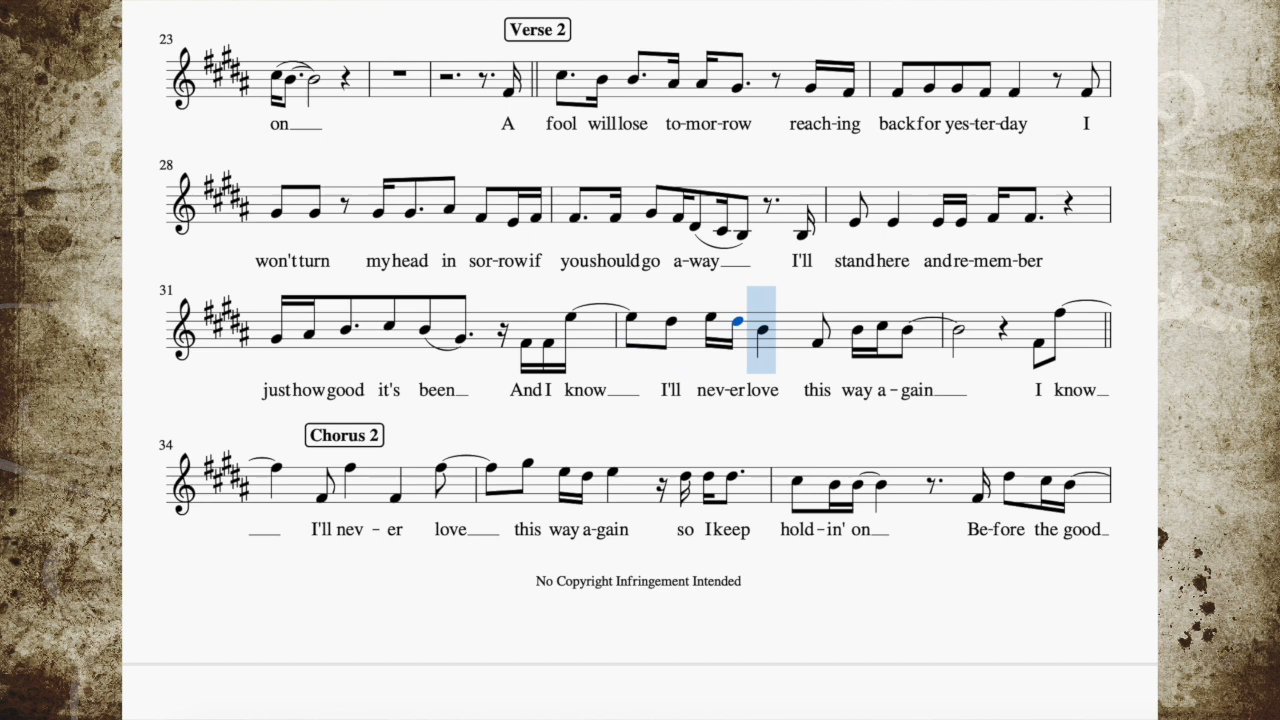 Verse 2
23
on
A fool will lose to-mor-row reach-ing back for yes-ter-day I
28
won't turn my head in sor-row if you should go a-way I'll stand here and re-mem-ber
31
just how good it's been And I know I'll nev-er love this way a-gain I know
Chorus 2
34
I'll nev-er love this way a-gain so I keep hold-in' on Be-fore the good
No Copyright Infringement Intended